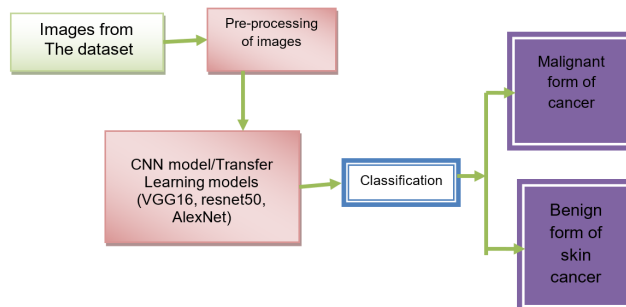 Images from
The dataset
Pre-processing
of images
CNN model/Transfer
Learning models
(VGG16, resnet50,
AlexNet)
Classification
Malignant
form of
cancer
Benign
form of
skin
cancer